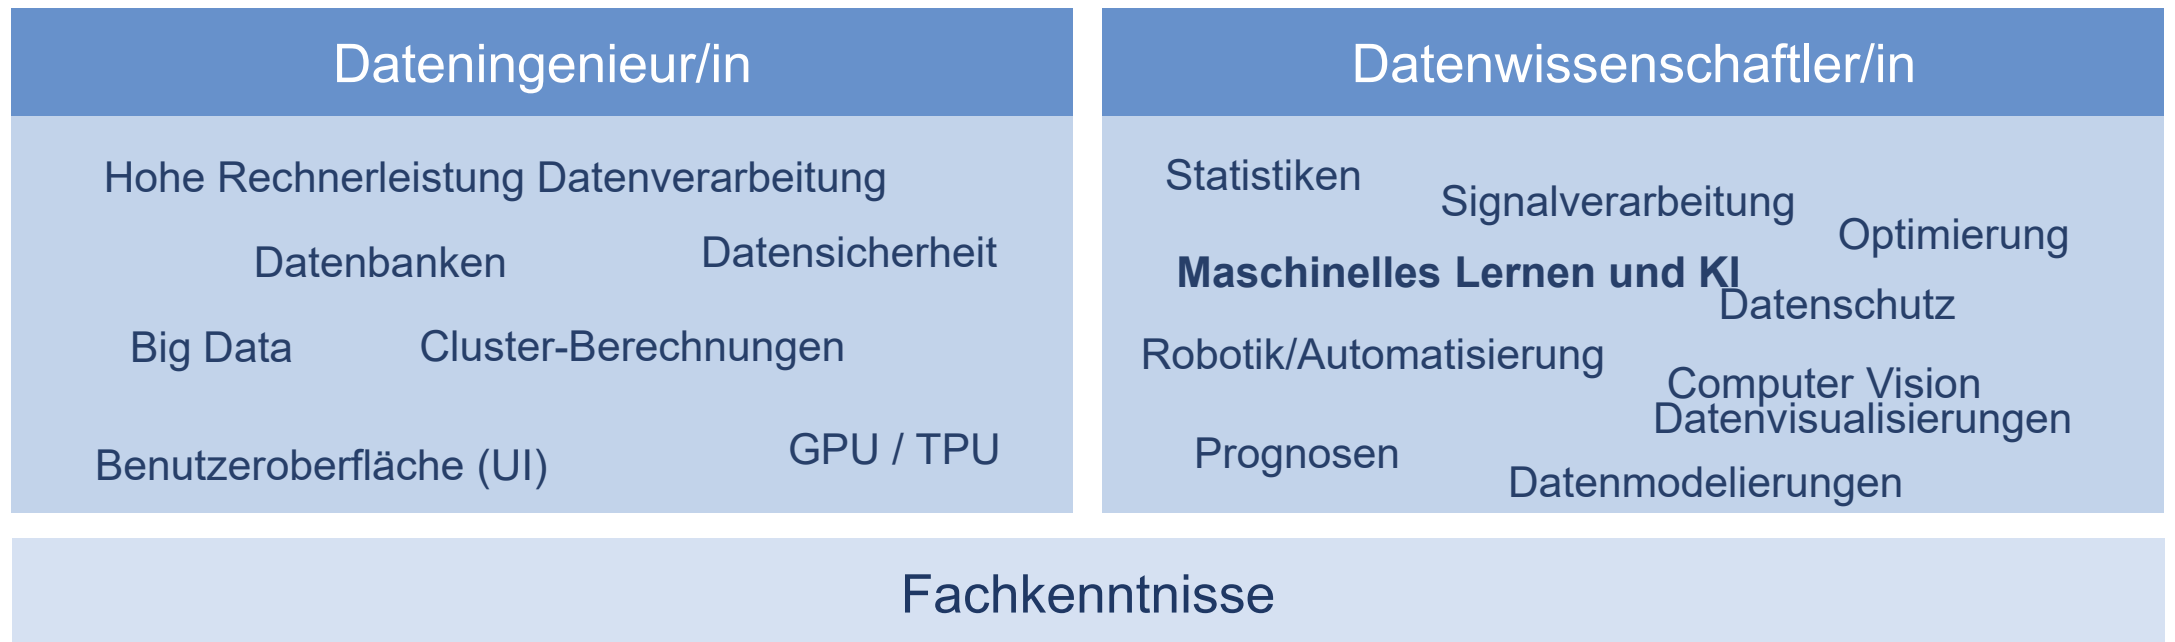 Dateningenieur/in
Hohe Rechnerleistung Datenverarbeitung
Datenbanken
Datensicherheit
Big Data
Cluster-Berechnungen
Benutzeroberfläche (UI)
GPU / TPU
Datenwissenschaftler/in
Statistiken
Signalverarbeitung
Optimierung
Maschinelles Lernen und KI
Datenschutz
Robotik/Automatisierung
Computer Vision
Datenvisualisierungen
Prognosen
Datenmodelierungen
Fachkenntnisse